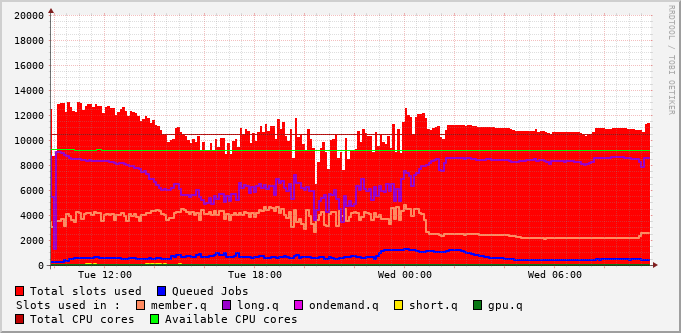 20000
18000
16000
14000
12000
10000
8000
6000
4000
2000
0
Tue 12:00 Tue 18:00 Wed 00:00 Wed 06:00
Total slots used Queued Jobs
Slots used in : member.q long.q ondemand.q short.q gpu.q
Total CPU cores Available CPU cores
RRDTOOL / TOBI OETIKER